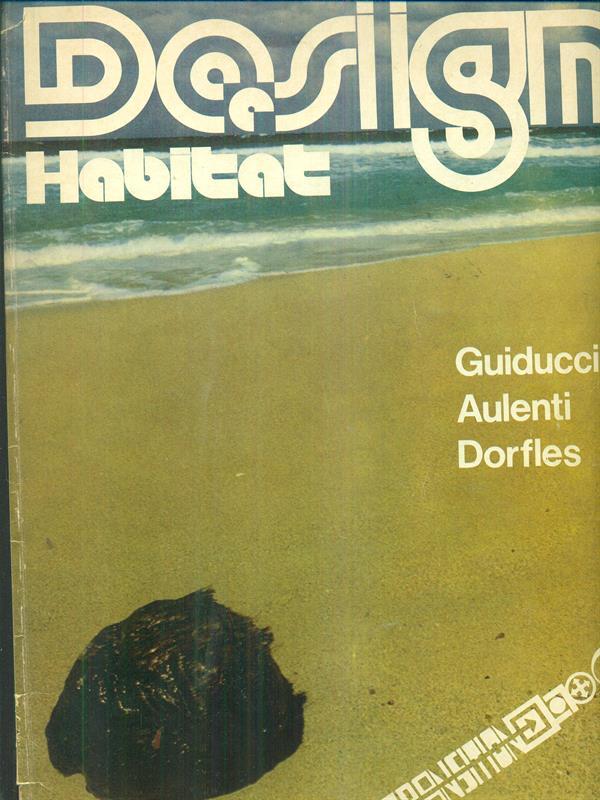 Design
e
Habitat
Guiducci
Aulenti
Dorfles